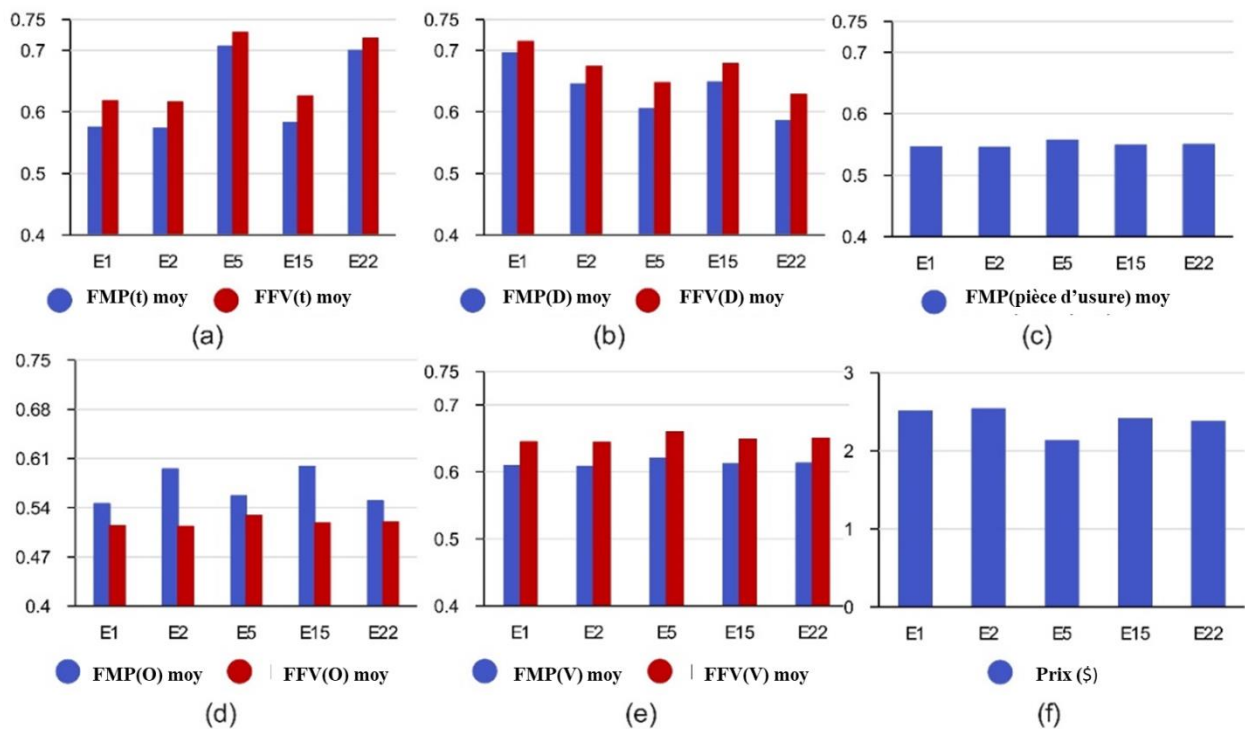 0.75
0.7
0.6
0.5
0.4
E1 E2 E5 E15 E22
FMP(t) moy FFV(t) moy
(a)
0.75
0.7
0.6
0.5
0.4
E1 E2 E5 E15 E22
FMP(D) moy FFV(D) moy
(b)
0.75
0.7
0.6
0.5
0.4
E1 E2 E5 E15 E22
FMP(pièce d'usure) moy
(c)
0.75
0.68
0.61
0.54
0.47
0.4
E1 E2 E5 E15 E22
FMP(O) moy FFV(O) moy
(d)
0.75
0.7
0.6
0.5
0.4
E1 E2 E5 E15 E22
FMP(V) moy FFV(V) moy
(e)
3
2
1
0
E1 E2 E5 E15 E22
Prix ($)
(f)